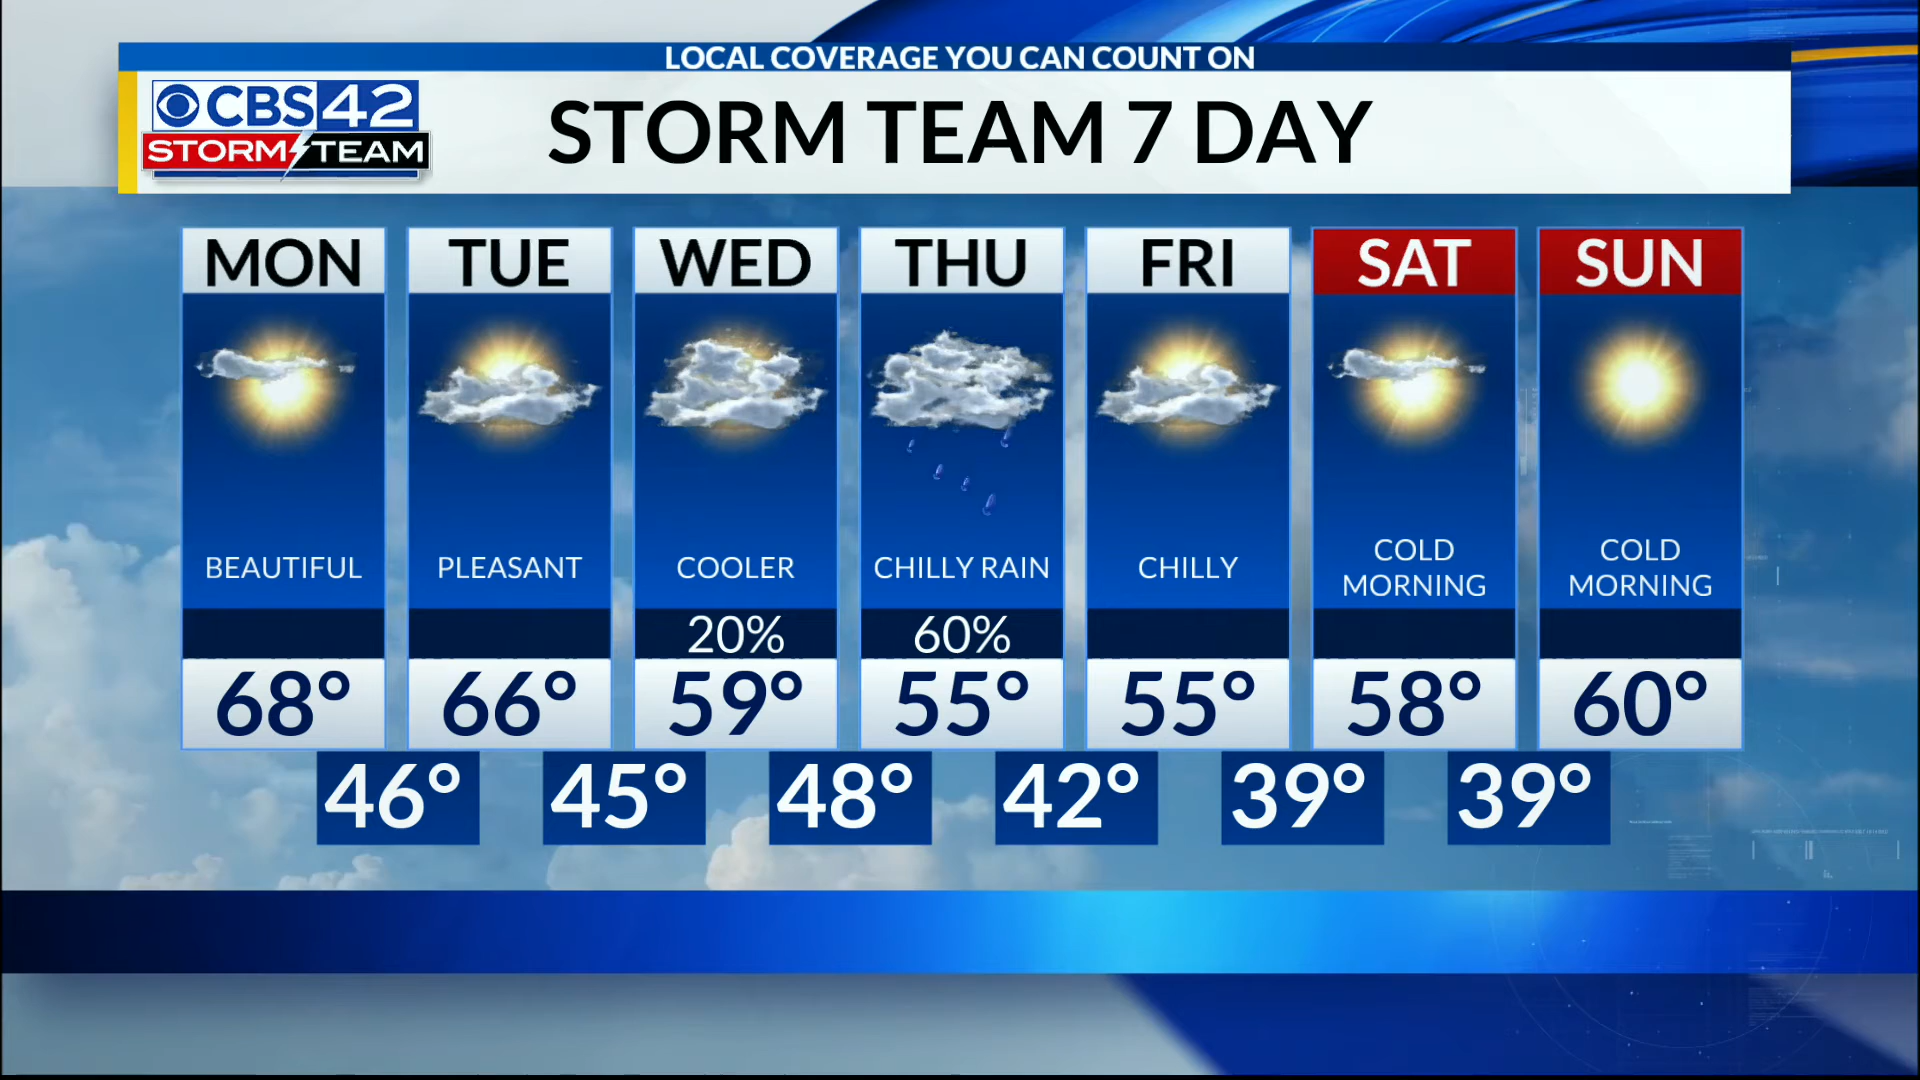 LOCAL COVERAGE YOU CAN COUNT ON
CBS 42
STORM TEAM
STORM TEAM 7 DAY
MON TUE WED THU FRI SAT SUN
BEAUTIFUL PLEASANT COOLER CHILLY RAIN CHILLY COLD MORNING COLD MORNING
20% 60%
68° 66° 59° 55° 55° 58° 60°
46° 45° 48° 42° 39° 39°